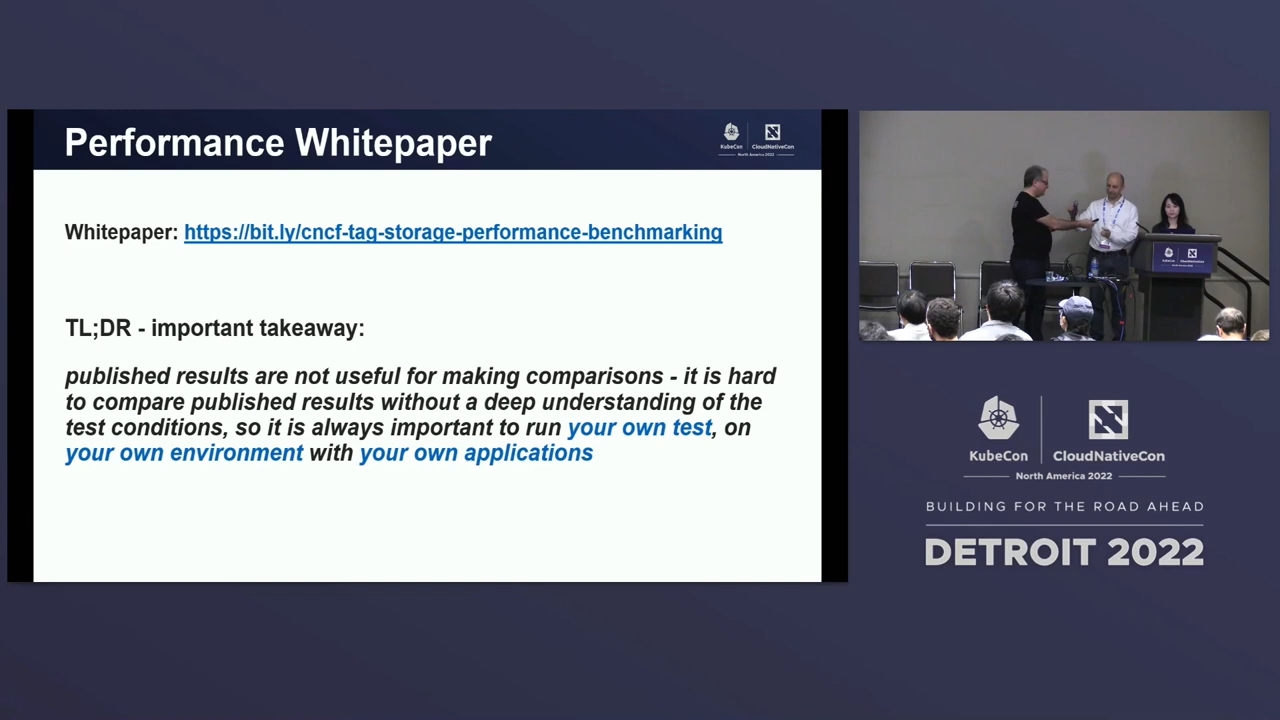 Performance Whitepaper
KubeCon
CloudNativeCon
North America 2022
Whitepaper: https://bit.ly/cncf-tag-storage-performance-benchmarking
TL;DR - important takeaway:
published results are not useful for making comparisons - it is hard
to compare published results without a deep understanding of the
test conditions, so it is always important to run your own test, on
your own environment with your own applications
KubeCon
CloudNativeCon
KubeCon
CloudNativeCon
North America 2022
BUILDING FOR THE ROAD AHEAD
DETROIT 2022